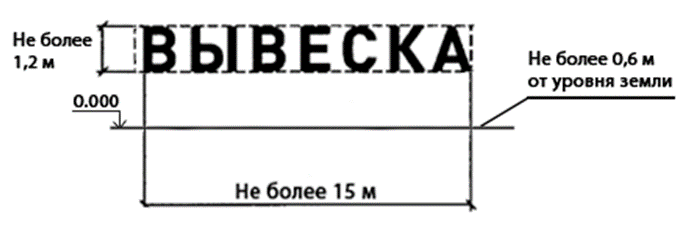 Не более
1,2 м
ВЫВЕСКА
Не более 0,6 м
от уровня земли
0.000
Не более 15 м